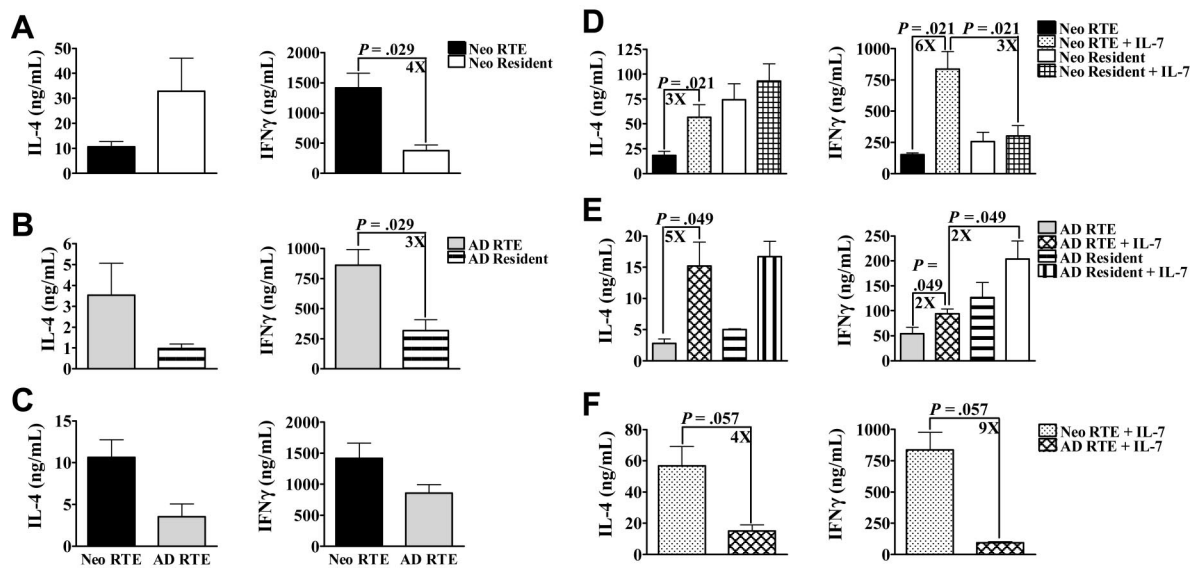 A
IL-4 (ng/mL)
50
40
30
20
10
0
IFNγ (ng/mL)
2000
1500
1000
500
0
P = .029
4X
Neo RTE
Neo Resident
B
IL-4 (ng/mL)
6
5
4
3
2
1
0
IFNγ (ng/mL)
1000
750
500
250
0
P = .029
3X
AD RTE
AD Resident
C
IL-4 (ng/mL)
15
10
5
0
Neo RTE AD RTE
IFNγ (ng/mL)
2000
1500
1000
500
0
Neo RTE AD RTE
D
IL-4 (ng/mL)
125
100
75
50
25
0
P = .021
3X
Neo RTE
Neo RTE + IL-7
Neo Resident
Neo Resident + IL-7
IFNγ (ng/mL)
1000
750
500
250
0
P = .021 P = .021
6X 3X
E
IL-4 (ng/mL)
20
15
10
5
0
P = .049
5X
AD RTE
AD RTE + IL-7
AD Resident
AD Resident + IL-7
IFNγ (ng/mL)
250
200
150
100
50
0
P = .049
2X
P =
.049
2X
F
IL-4 (ng/mL)
80
60
40
20
0
P = .057
4X
Neo RTE + IL-7
AD RTE + IL-7
IFNγ (ng/mL)
1000
750
500
250
0
P = .057
9X